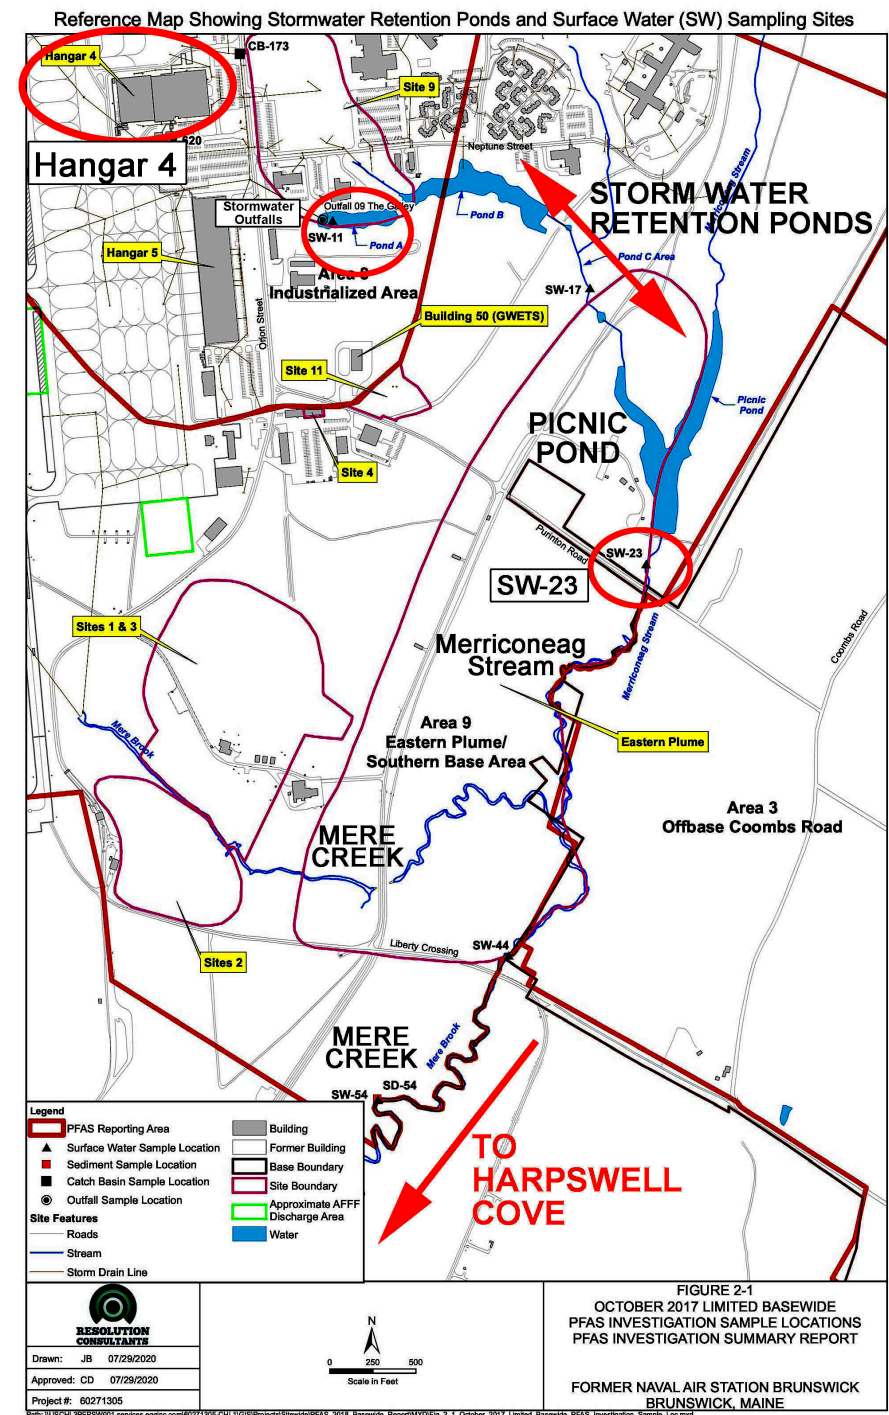 Reference Map Showing Stormwater Retention Ponds and Surface Water (SW) Sampling Sites
Hangar 4
CB-173
Site 9
620
Neptune Street
Hangar 4
Merriconeag Stream
STORM WATER
RETENTION PONDS
Stormwater
Outfalls
Outfall 09 The Galley
Pond B
SW-11
Pond A
Hangar 5
Pond C Area
Area 8
Industrialized Area
SW-17
Orion Street
Building 50 (GWETS)
Site 11
Picnic
Pond
PICNIC
POND
Site 4
Purinton Road
SW-23
SW-23
Sites 1 & 3
Merriconeag
Stream
Merriconeag Stream
Coombs Road
Mere Brook
Area 9
Eastern Plume/
Southern Base Area
Eastern Plume
Area 3
Offbase Coombs Road
MERE
CREEK
Liberty Crossing
SW-44
Sites 2
MERE
CREEK
Mere Brook
SW-54
SD-54
TO
HARPSWELL
COVE
Legend
PFAS Reporting Area
Surface Water Sample Location
Sediment Sample Location
Catch Basin Sample Location
Outfall Sample Location
Site Features
Roads
Stream
Storm Drain Line
Building
Former Building
Base Boundary
Site Boundary
Approximate AFFF
Discharge Area
Water
RESOLUTION
CONSULTANTS
Drawn: JB 07/29/2020
Approved: CD 07/29/2020
Project #: 60271305
N
0 250 500
Scale in Feet
FIGURE 2-1
OCTOBER 2017 LIMITED BASEWIDE
PFAS INVESTIGATION SAMPLE LOCATIONS
PFAS INVESTIGATION SUMMARY REPORT
FORMER NAVAL AIR STATION BRUNSWICK
BRUNSWICK, MAINE